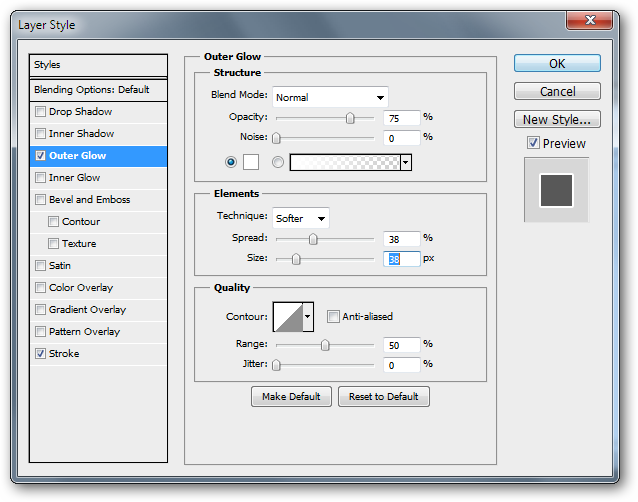 Layer Style
Styles
Blending Options: Default
Drop Shadow
Inner Shadow
Outer Glow
Inner Glow
Bevel and Emboss
Contour
Texture
Satin
Color Overlay
Gradient Overlay
Pattern Overlay
Stroke
Outer Glow
Structure
Blend Mode: Normal
Opacity: 75 %
Noise: 0 %
Elements
Technique: Softer
Spread: 38 %
Size: 38 px
Quality
Contour: Anti-aliased
Range: 50 %
Jitter: 0 %
Make Default Reset to Default
OK
Cancel
New Style...
Preview